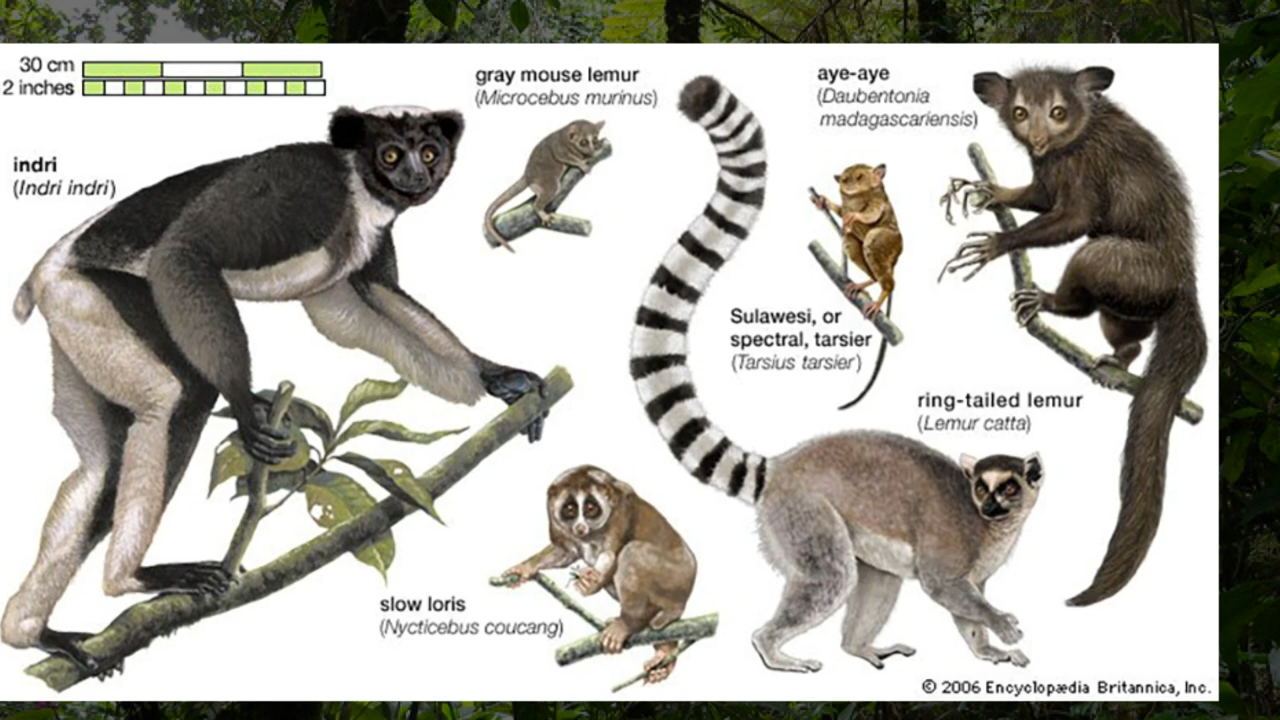 30 cm
2 inches
indri
(Indri indri)
gray mouse lemur
(Microcebus murinus)
aye-aye
(Daubentonia
madagascariensis)
Sulawesi, or
spectral, tarsier
(Tarsius tarsier)
ring-tailed lemur
(Lemur catta)
slow loris
(Nycticebus coucang)
© 2006 Encyclopædia Britannica, Inc.